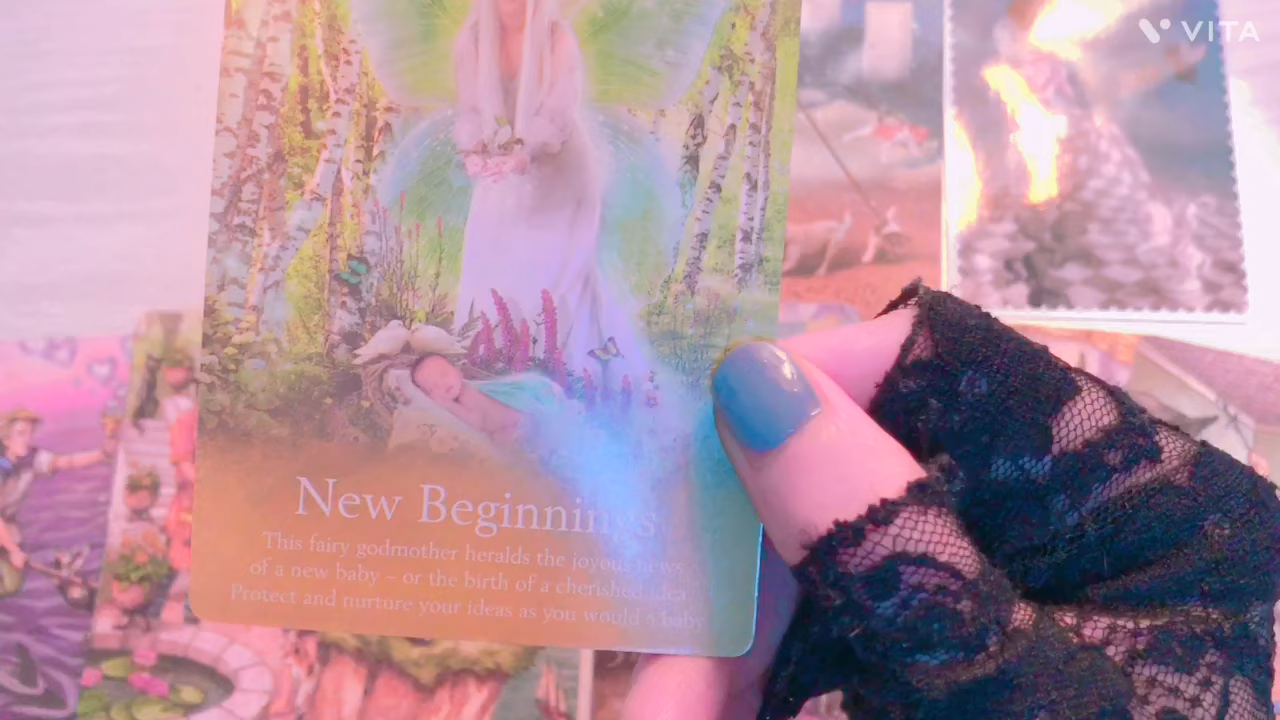 VITA
New Beginnings
This fairy godmother heralds the joyous news
of a new baby – or the birth of a cherished idea.
Protect and nurture your ideas as you would a baby